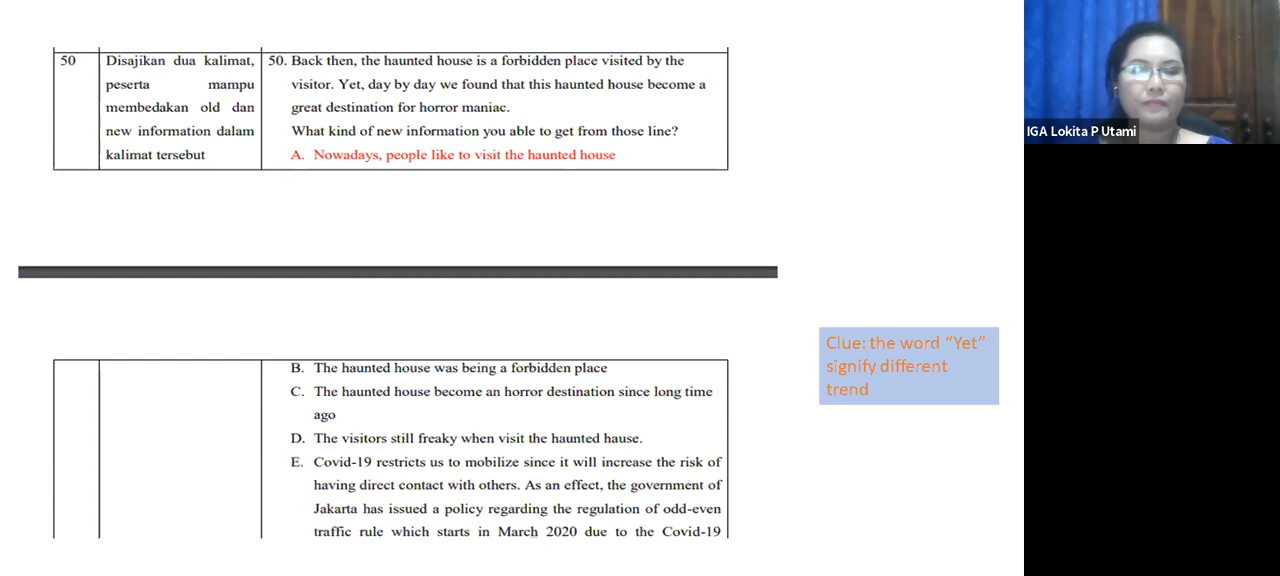 50
Disajikan dua kalimat,
peserta mampu
membedakan old dan
new information dalam
kalimat tersebut
50. Back then, the haunted house is a forbidden place visited by the
visitor. Yet, day by day we found that this haunted house become a
great destination for horror maniac.
What kind of new information you able to get from those line?
A. Nowadays, people like to visit the haunted house
B. The haunted house was being a forbidden place
C. The haunted house become an horror destination since long time
ago
D. The visitors still freaky when visit the haunted hause.
E. Covid-19 restricts us to mobilize since it will increase the risk of
having direct contact with others. As an effect, the government of
Jakarta has issued a policy regarding the regulation of odd-even
traffic rule which starts in March 2020 due to the Covid-19
Clue: the word “Yet”
signify different
trend
IGA Lokita P Utami